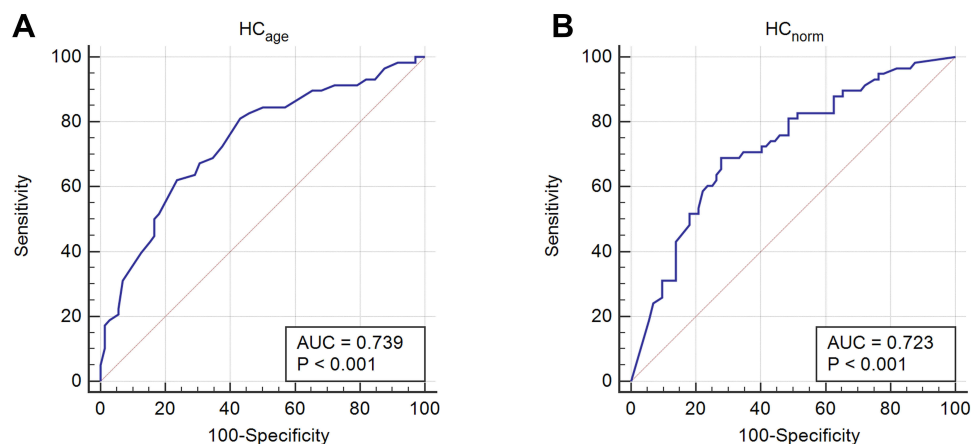 A
HCage
100
80
60
40
20
0
Sensitivity
AUC = 0.739
P < 0.001
0 20 40 60 80 100
100-Specificity
B
HCnorm
100
80
60
40
20
0
Sensitivity
AUC = 0.723
P < 0.001
0 20 40 60 80 100
100-Specificity